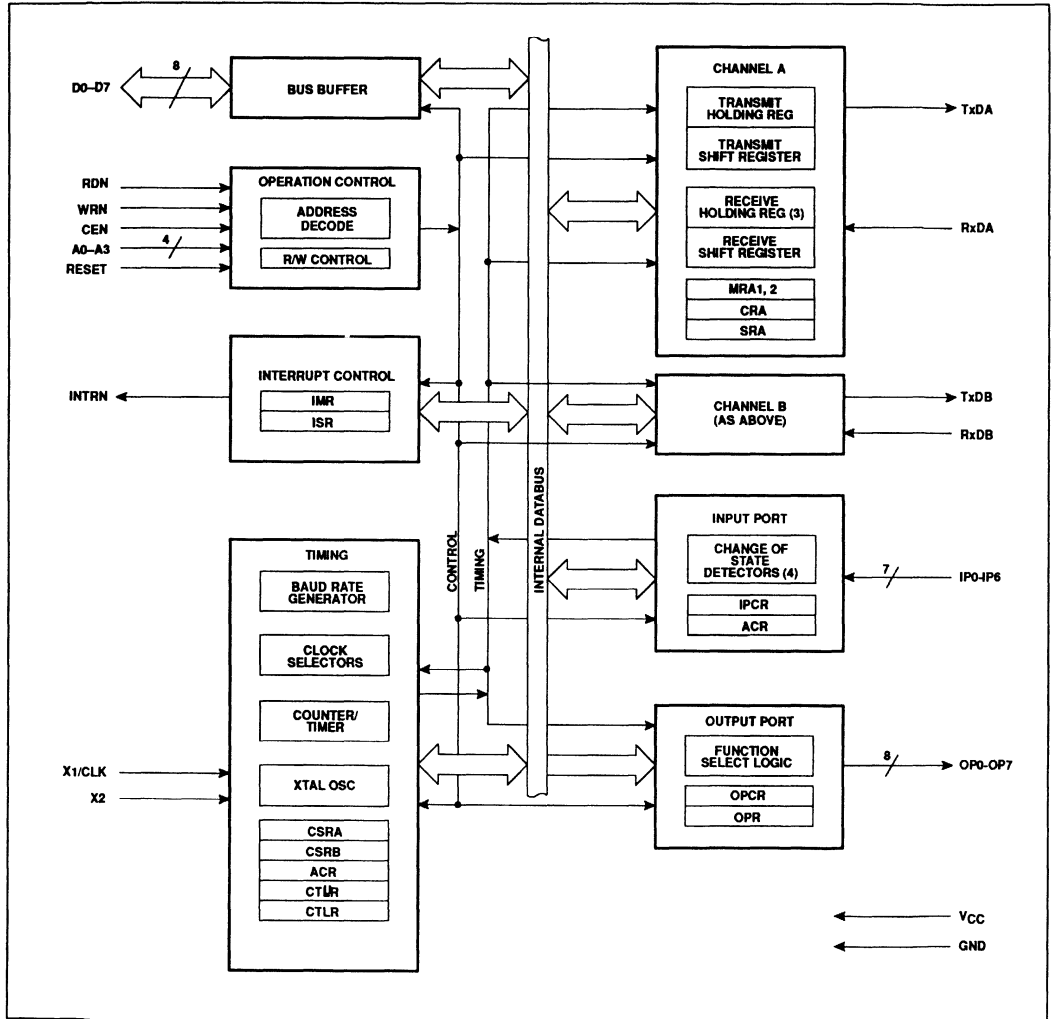 D0–D7
8
BUS BUFFER
RDN
WRN
CEN
A0–A3
4
RESET
OPERATION CONTROL
ADDRESS
DECODE
R/W CONTROL
INTRN
INTERRUPT CONTROL
IMR
ISR
TIMING
BAUD RATE
GENERATOR
CLOCK
SELECTORS
COUNTER/
TIMER
XTAL OSC
CSRA
CSRB
ACR
CTUR
CTLR
X1/CLK
X2
CONTROL
TIMING
INTERNAL DATABUS
CHANNEL A
TRANSMIT
HOLDING REG
TRANSMIT
SHIFT REGISTER
RECEIVE
HOLDING REG (3)
RECEIVE
SHIFT REGISTER
MRA1, 2
CRA
SRA
TxDA
RxDA
CHANNEL B
(AS ABOVE)
TxDB
RxDB
INPUT PORT
CHANGE OF
STATE
DETECTORS (4)
IPCR
ACR
7
IP0-IP6
OUTPUT PORT
FUNCTION
SELECT LOGIC
OPCR
OPR
8
OP0-OP7
VCC
GND